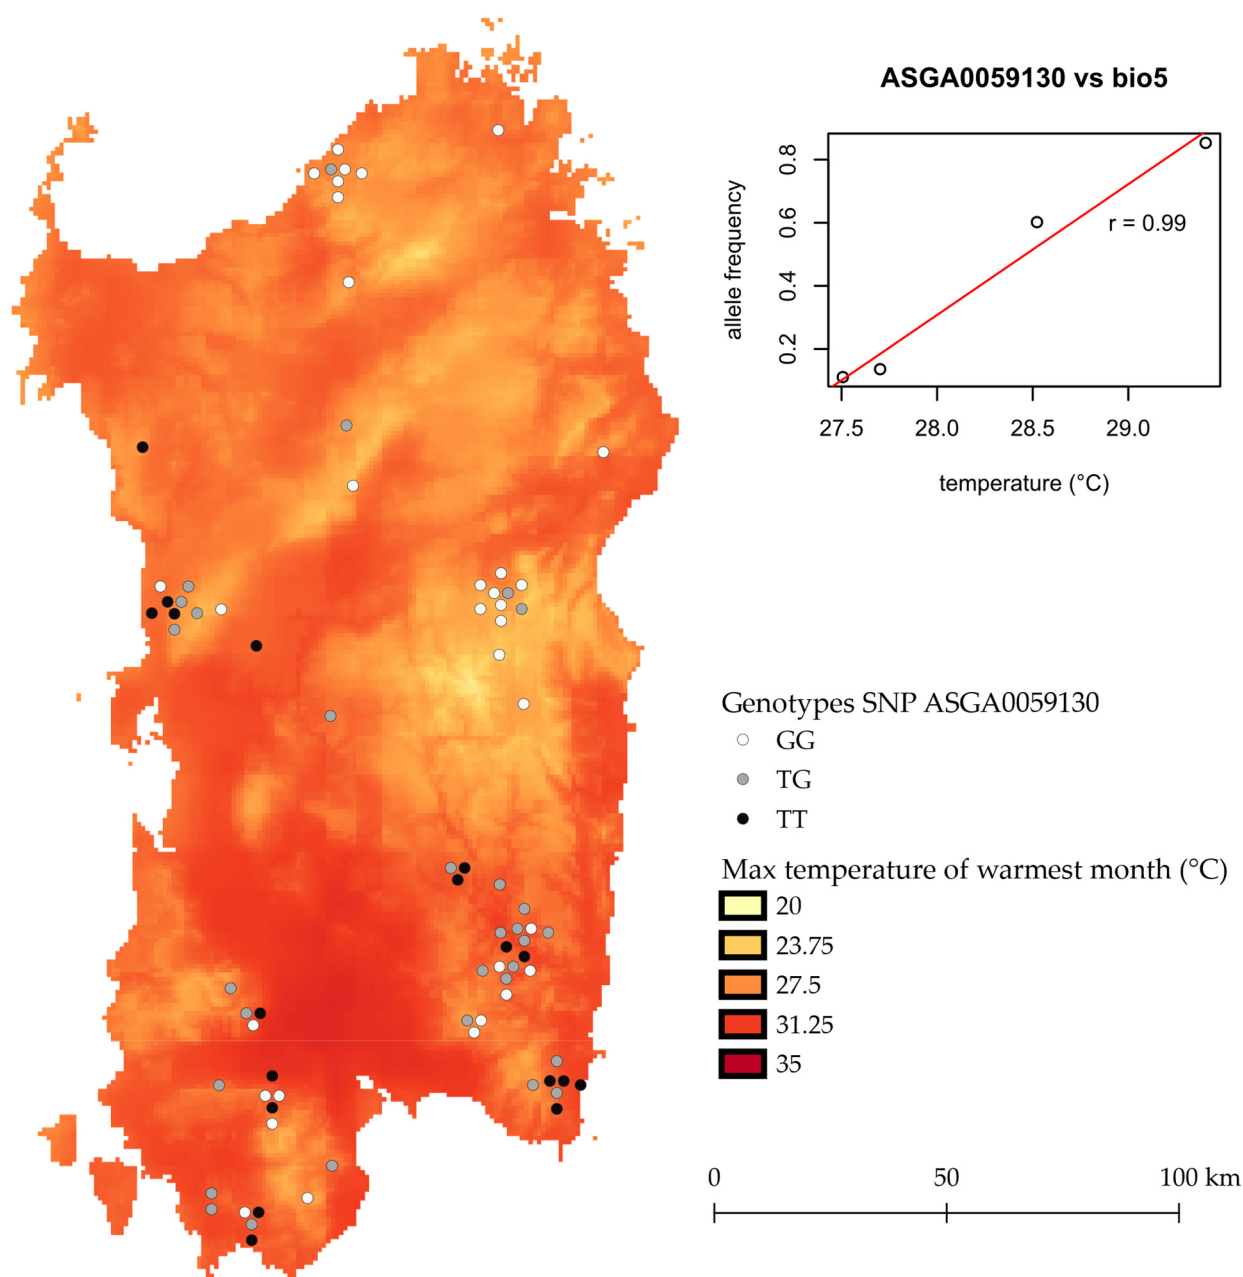 ASGA0059130 vs bio5
allele frequency
0.8
0.6
0.4
0.2
r = 0.99
27.5 28.0 28.5 29.0
temperature (°C)
Genotypes SNP ASGA0059130
GG
TG
TT
Max temperature of warmest month (°C)
20
23.75
27.5
31.25
35
0 50 100 km